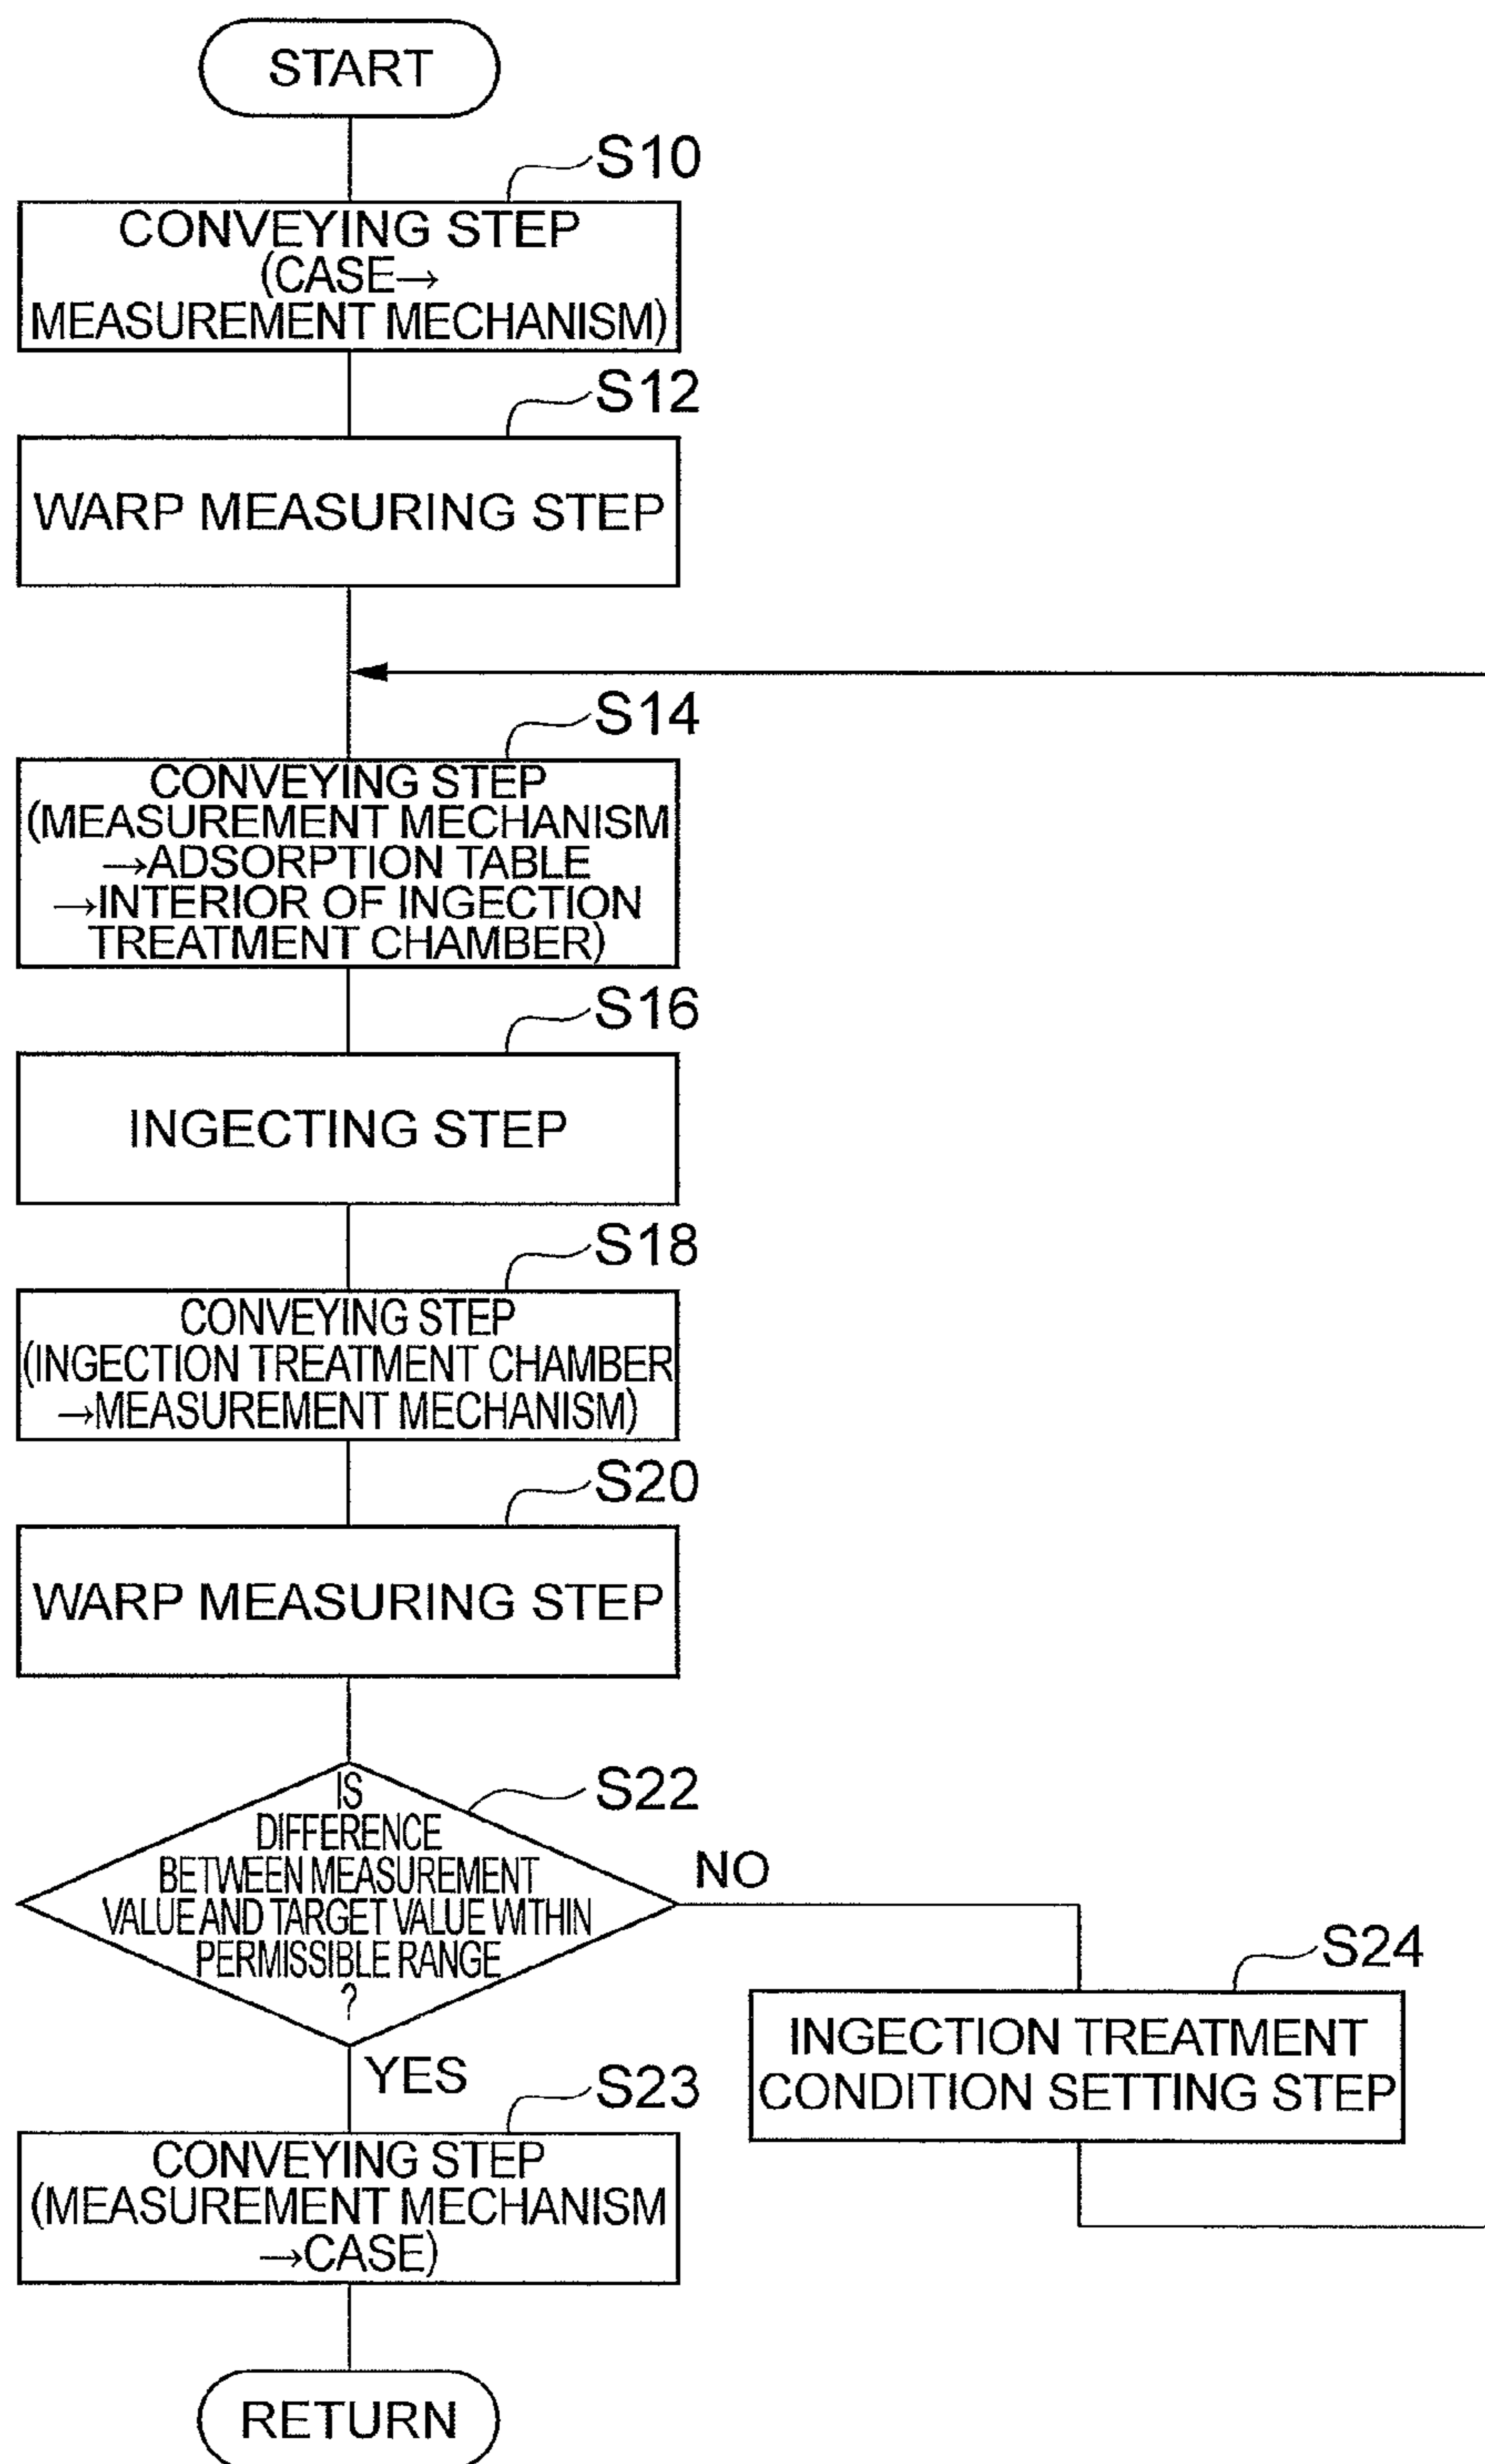 START
S10
CONVEYING STEP
(CASE→
MEASUREMENT MECHANISM)
S12
WARP MEASURING STEP
S14
CONVEYING STEP
(MEASUREMENT MECHANISM
→ADSORPTION TABLE
→INTERIOR OF INGECTION
TREATMENT CHAMBER)
S16
INGECTING STEP
S18
CONVEYING STEP
(INGECTION TREATMENT CHAMBER
→MEASUREMENT MECHANISM)
S20
WARP MEASURING STEP
S22
IS
DIFFERENCE
BETWEEN MEASUREMENT
VALUE AND TARGET VALUE WITHIN
PERMISSIBLE RANGE
?
NO
S24
INGECTION TREATMENT
CONDITION SETTING STEP
YES
S23
CONVEYING STEP
(MEASUREMENT MECHANISM
→CASE)
RETURN